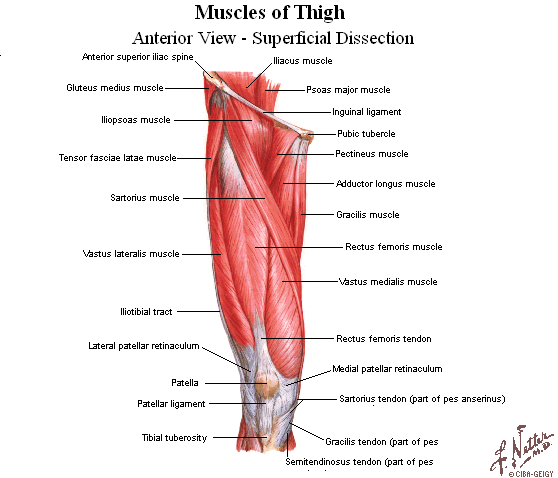 Muscles of Thigh
Anterior View - Superficial Dissection
Anterior superior iliac spine
Iliacus muscle
Gluteus medius muscle
Psoas major muscle
Inguinal ligament
Iliopsoas muscle
Pubic tubercle
Tensor fasciae latae muscle
Pectineus muscle
Adductor longus muscle
Sartorius muscle
Gracilis muscle
Rectus femoris muscle
Vastus lateralis muscle
Vastus medialis muscle
Iliotibial tract
Rectus femoris tendon
Lateral patellar retinaculum
Medial patellar retinaculum
Patella
Sartorius tendon (part of pes anserinus)
Patellar ligament
Tibial tuberosity
Gracilis tendon (part of pes
Semitendinosus tendon (part of pes
F. Netter
M.D.
© CIBA-GEIGY